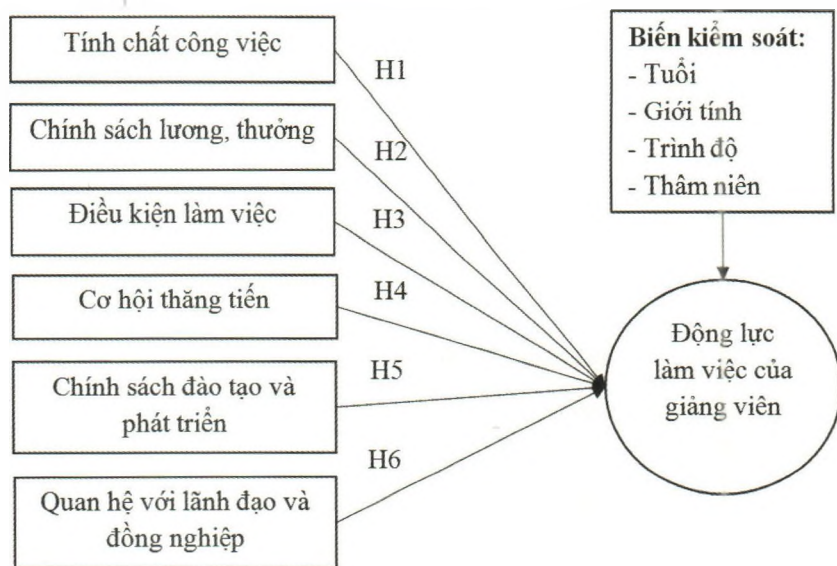 Tính chất công việc
H1
Chính sách lương, thưởng
H2
Điều kiện làm việc
H3
Cơ hội thăng tiến
H4
Chính sách đào tạo và
phát triển
H5
Quan hệ với lãnh đạo và
đồng nghiệp
H6
Biến kiểm soát:
- Tuổi
- Giới tính
- Trình độ
- Thâm niên
Động lực
làm việc của
giảng viên